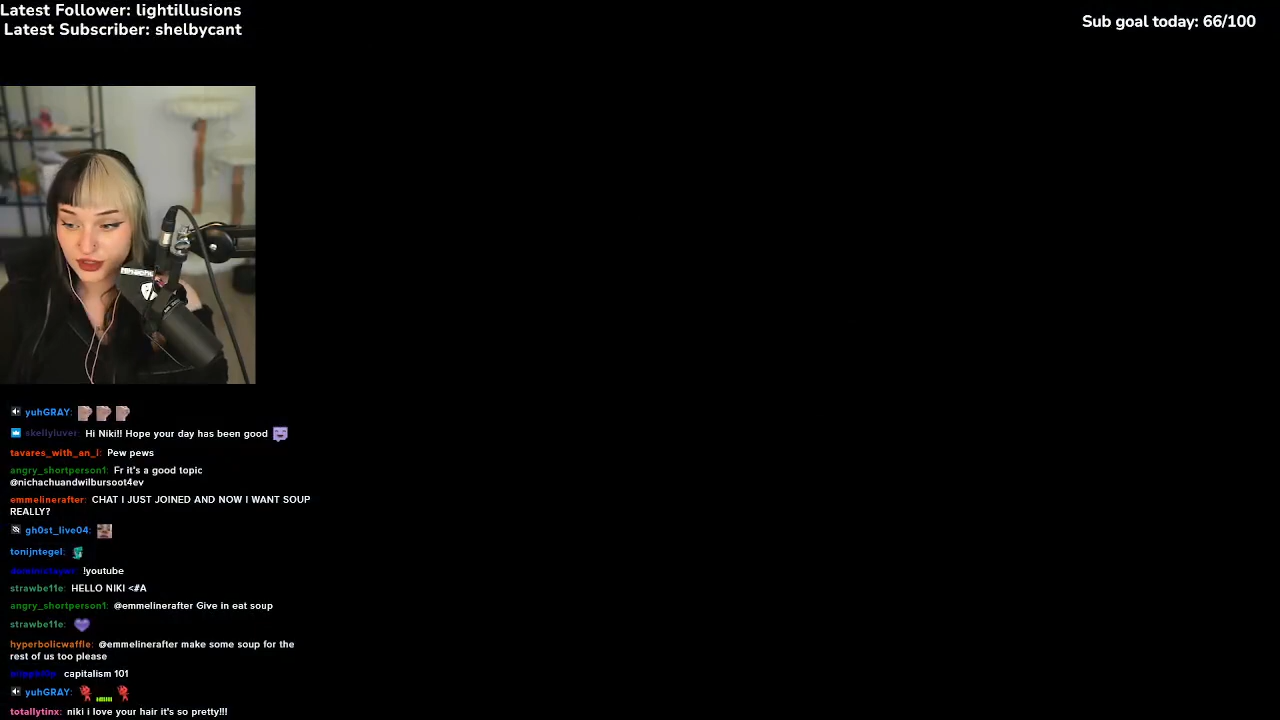 Latest Follower: lightillusions
Latest Subscriber: shelbycant
Sub goal today: 66/100
yuhGRAY:
skellyluver: Hi Niki!! Hope your day has been good
tavares_with_an_i: Pew pews
angry_shortperson1: Fr it's a good topic
@nichachuandwilbursoot4ev
emmelinerafter: CHAT I JUST JOINED AND NOW I WANT SOUP
REALLY?
gh0st_live04:
tonijntegel:
!youtube
strawbe11e: HELLO NIKI <#A
angry_shortperson1: @emmelinerafter Give in eat soup
strawbe11e:
hyperbolicwaffle: @emmelinerafter make some soup for the
rest of us too please
capitalism 101
yuhGRAY:
totallytinx: niki i love your hair it's so pretty!!!